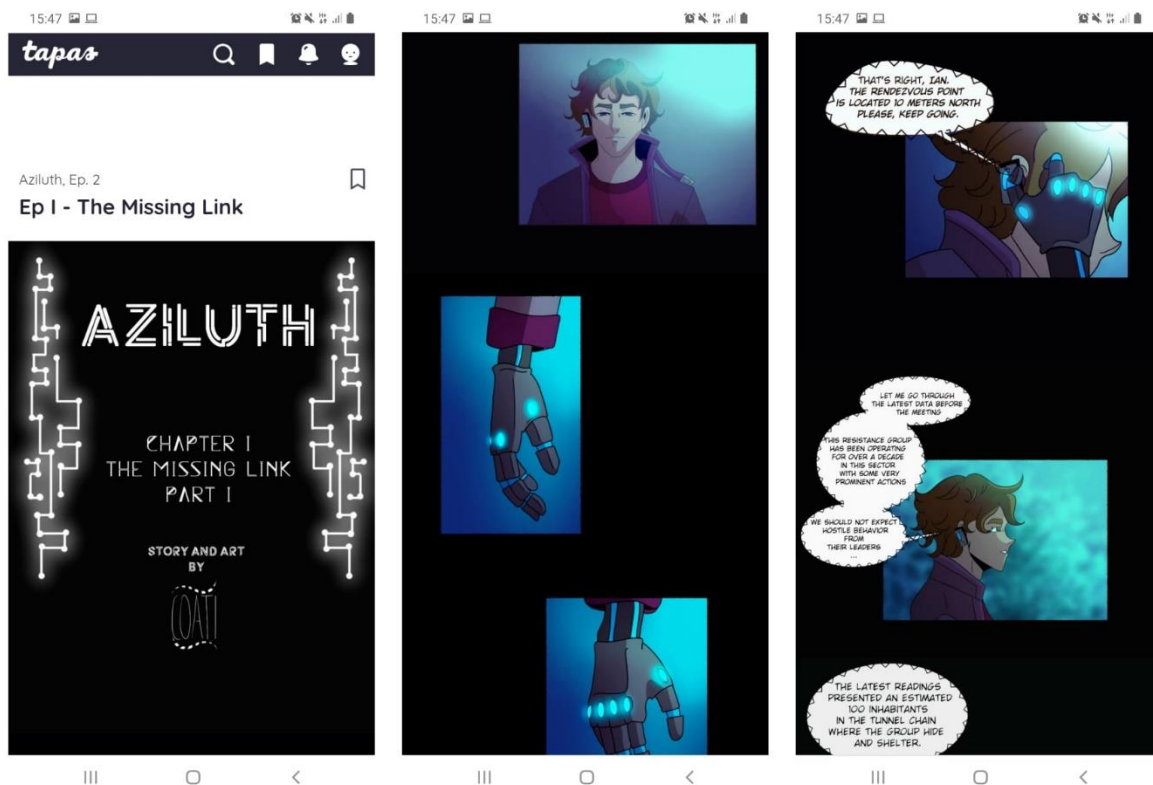 15:47
tapas
Aziluth, Ep. 2
Ep I - The Missing Link
AZILUTH
CHAPTER I
THE MISSING LINK
PART I
STORY AND ART
BY
COATI
15:47
15:47
THAT'S RIGHT, IAN.
THE RENDEZVOUS POINT
IS LOCATED 10 METERS NORTH
PLEASE, KEEP GOING.
LET ME GO THROUGH
THE LATEST DATA BEFORE
THE MEETING
THIS RESISTANCE GROUP
HAS BEEN OPERATING
FOR OVER A DECADE
IN THIS SECTOR
WITH SOME VERY
PROMINENT ACTIONS
WE SHOULD NOT EXPECT
HOSTILE BEHAVIOR
FROM
THEIR LEADERS
...
THE LATEST READINGS
PRESENTED AN ESTIMATED
100 INHABITANTS
IN THE TUNNEL CHAIN
WHERE THE GROUP HIDE
AND SHELTER.